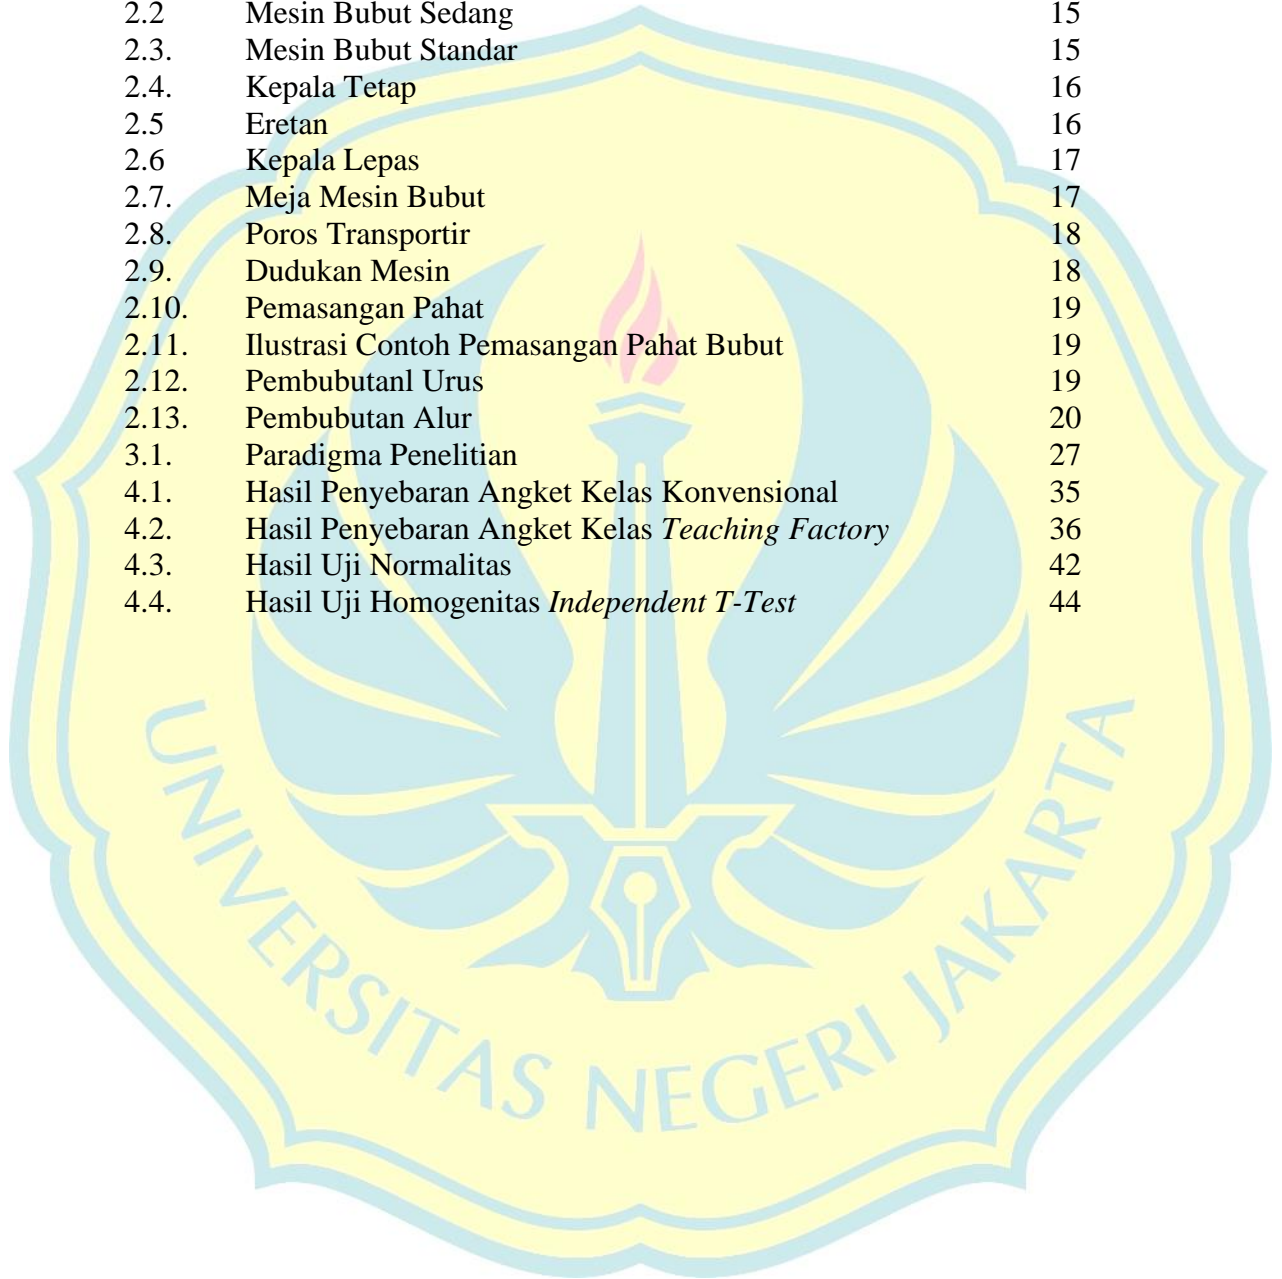 2.2 Mesin Bubut Sedang 15
2.3. Mesin Bubut Standar 15
2.4. Kepala Tetap 16
2.5 Eretan 16
2.6 Kepala Lepas 17
2.7. Meja Mesin Bubut 17
2.8. Poros Transportir 18
2.9. Dudukan Mesin 18
2.10. Pemasangan Pahat 19
2.11. Ilustrasi Contoh Pemasangan Pahat Bubut 19
2.12. Pembubutanl Urus 19
2.13. Pembubutan Alur 20
3.1. Paradigma Penelitian 27
4.1. Hasil Penyebaran Angket Kelas Konvensional 35
4.2. Hasil Penyebaran Angket Kelas Teaching Factory 36
4.3. Hasil Uji Normalitas 42
4.4. Hasil Uji Homogenitas Independent T-Test 44
UNIVERSITAS NEGERI JAKARTA